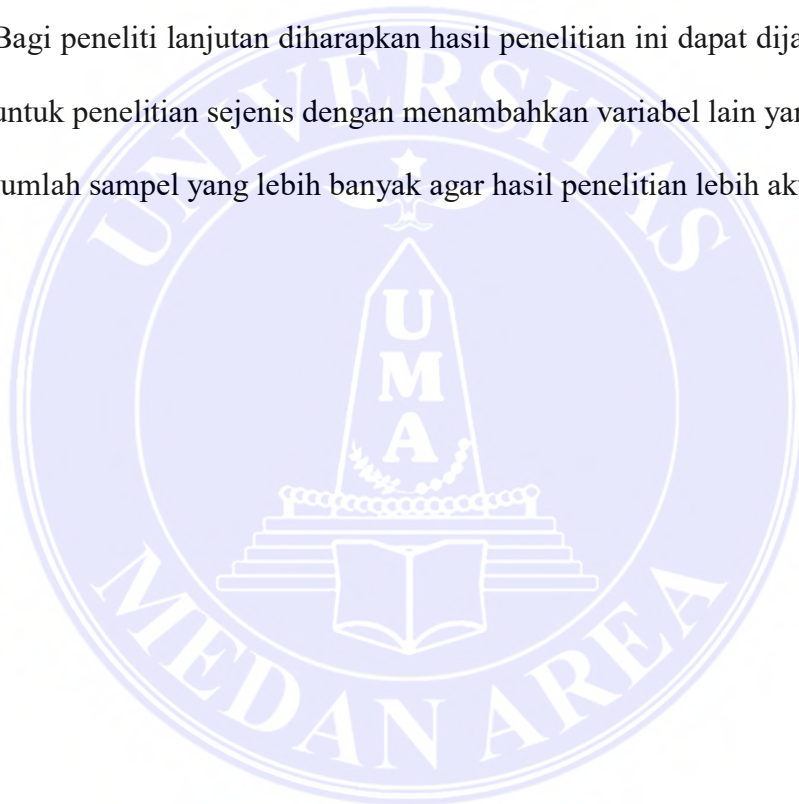 Bagi peneliti lanjutan diharapkan hasil penelitian ini dapat
untuk penelitian sejenis dengan menambahkan variabel lain
jumlah sampel yang lebih banyak agar hasil penelitian lebih
UNIVERSITAS
U
M
A
MEDAN AREA